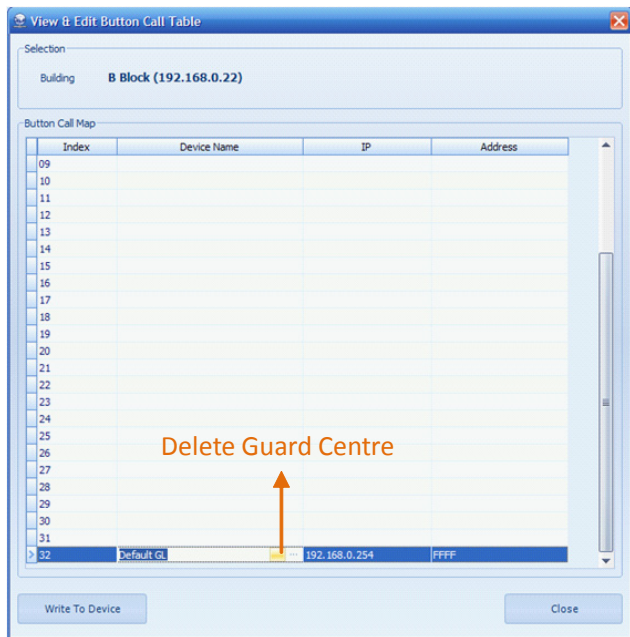 View & Edit Button Call Table
Selection
Building B Block (192.168.0.22)
Button Call Map
Index Device Name IP Address
09
10
11
12
13
14
15
16
17
18
19
20
21
22
23
24
25
26
Delete Guard Centre
27
28
29
30
31
32 Default GL ... 192.168.0.254 FFFF
Write To Device Close